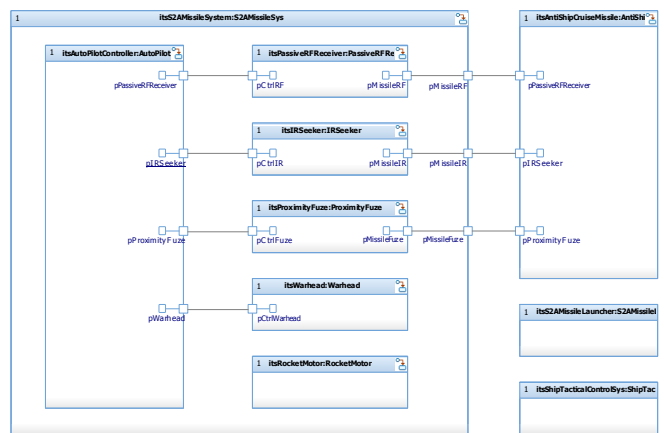 1 itsS2AMissileSystem:S2AMissileSys
1 itsAntiShipCruiseMissile:AntiShi
1 itsAutoPilotController:AutoPilot
1 itsPassiveRFReceiver:PassiveRFRe
pPassiveRFReceiver
pCtrlRF
pMissileRF
pMissileRF
pPassiveRFReceiver
1 itsIRSeeker:IRSeeker
pIRSeeker
pCtrlIR
pMissileIR
pMissileIR
pIRSeeker
1 itsProximityFuze:ProximityFuze
pProximityFuze
pCtrlFuze
pMissileFuze
pMissileFuze
pProximityFuze
1 itsWarhead:Warhead
pWarhead
pCtrlWarhead
1 itsS2AMissileLauncher:S2AMissileL
1 itsRocketMotor:RocketMotor
1 itsShipTacticalControlSys:ShipTac